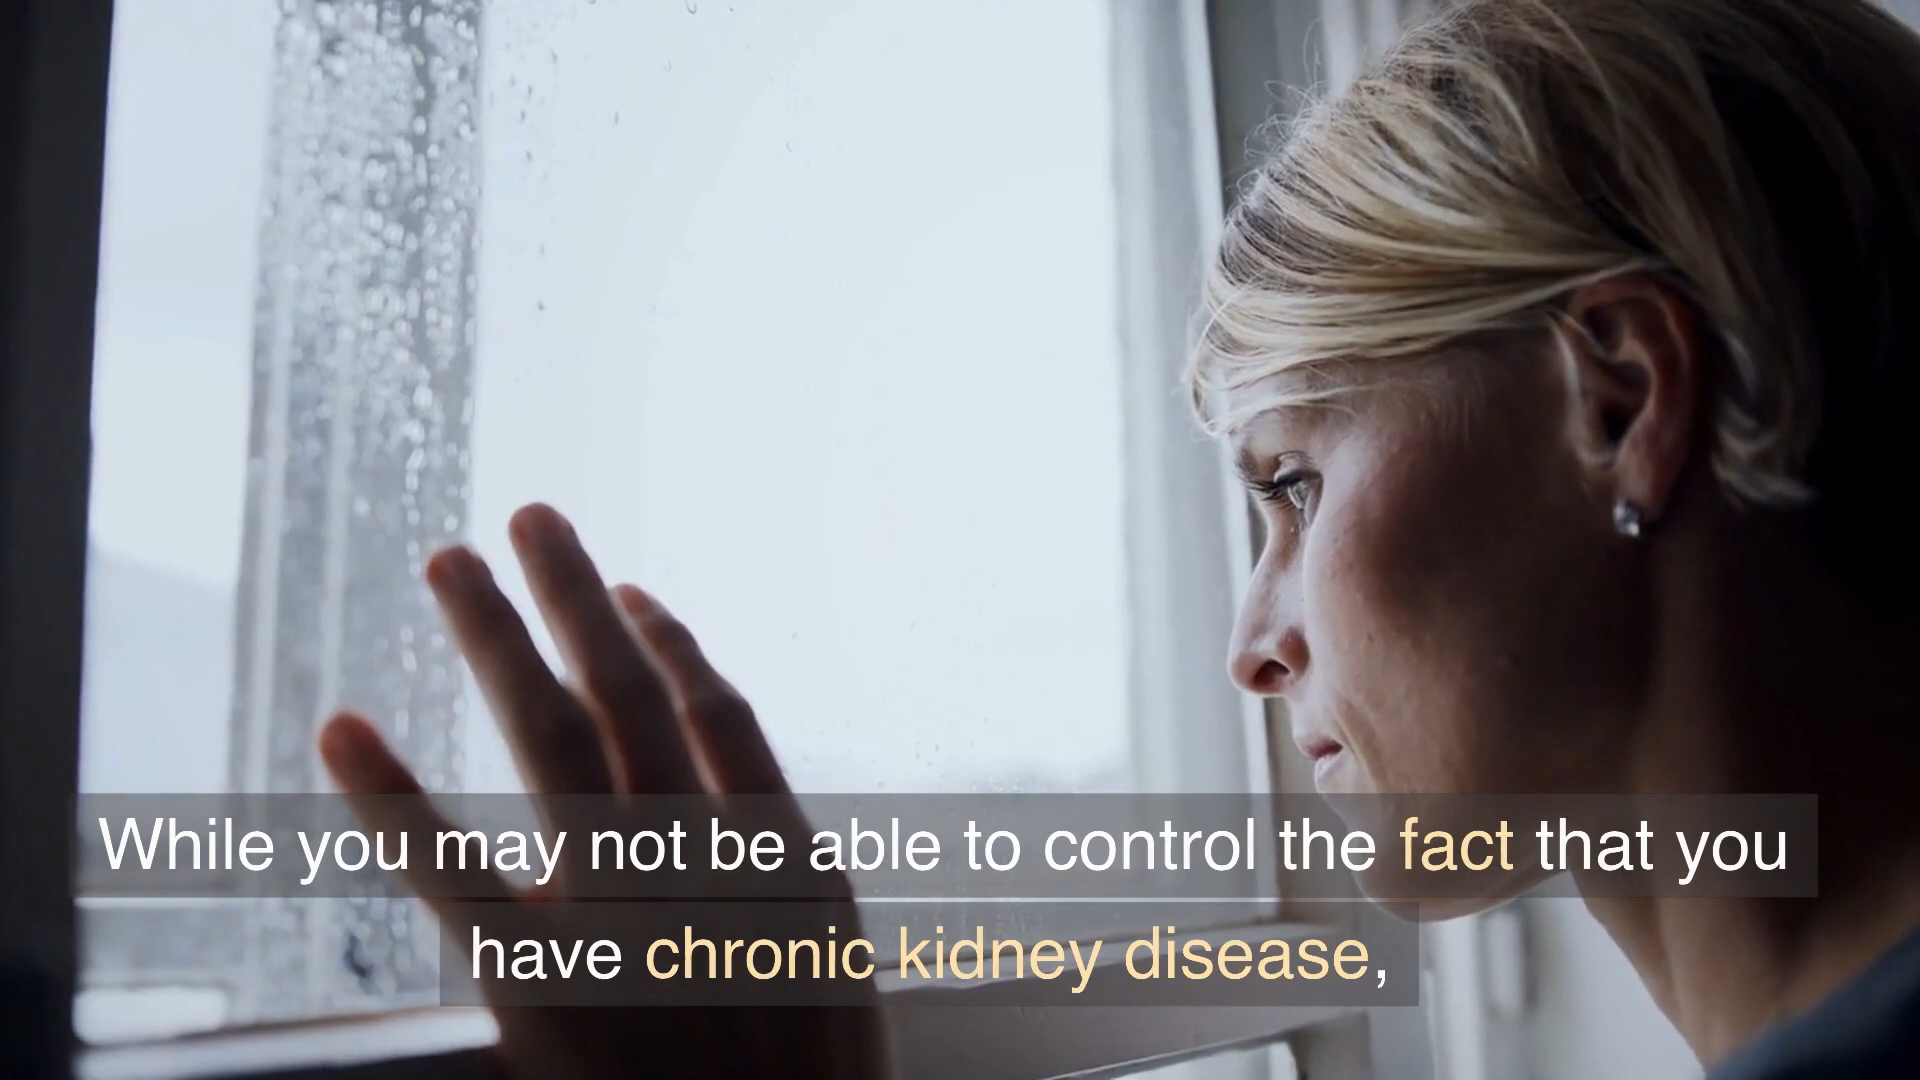 While you may not be able to control the fact that you
have chronic kidney disease,